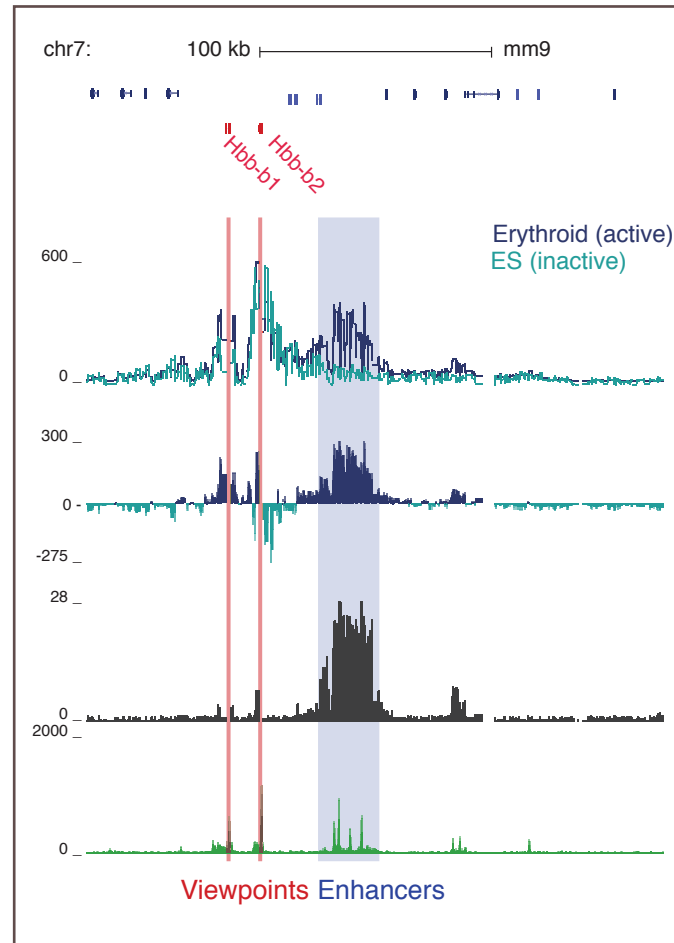 chr7: 100 kb mm9
Hbb-b1 Hbb-b2
Erythroid (active)
ES (inactive)
600 _
0 _
300 _
0 -
-275 _
28 _
0 _
2000 _
0 _
Viewpoints Enhancers